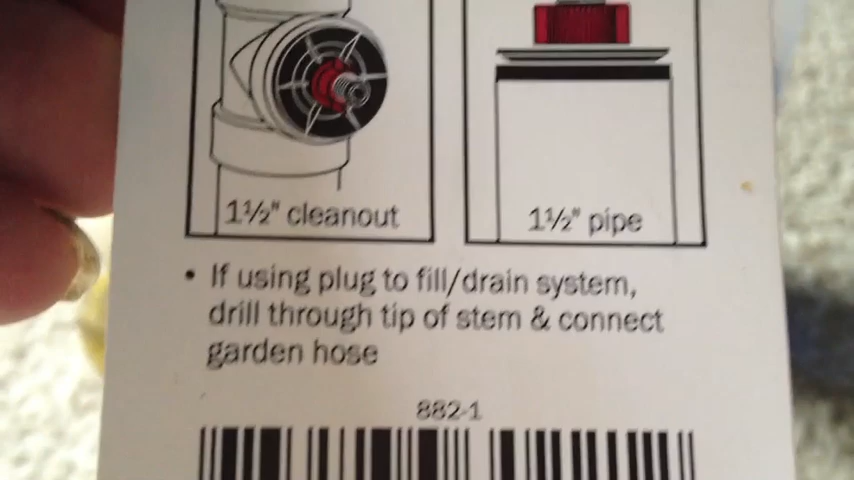 1½" cleanout
1½" pipe
• If using plug to fill/drain system,
drill through tip of stem & connect
garden hose
882-1